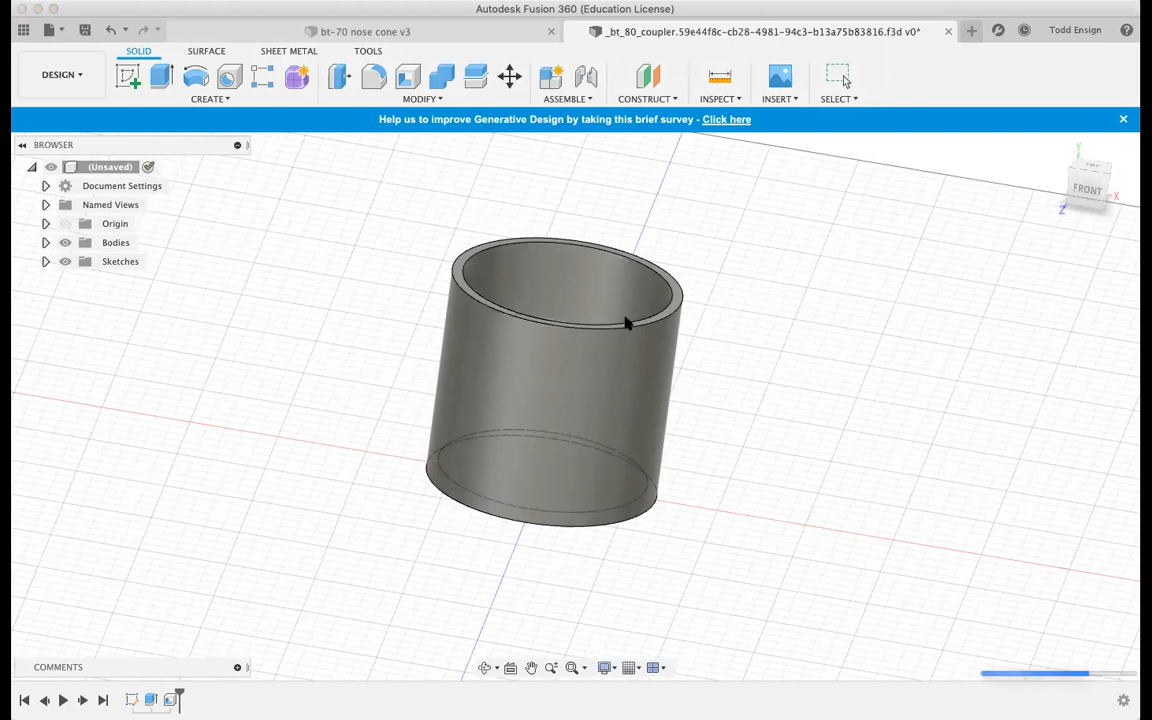 Autodesk Fusion 360 (Education License)
bt-70 nose cone v3
_bt_80_coupler.59e44f8c-cb28-4981-94c3-b13a75b83816.f3d v0*
Todd Ensign
SOLID SURFACE SHEET METAL TOOLS
DESIGN
CREATE MODIFY ASSEMBLE CONSTRUCT INSPECT INSERT SELECT
Help us to improve Generative Design by taking this brief survey - Click here
BROWSER
(Unsaved)
Document Settings
Named Views
Origin
Bodies
Sketches
Y
TOP
FRONT
X
Z
COMMENTS